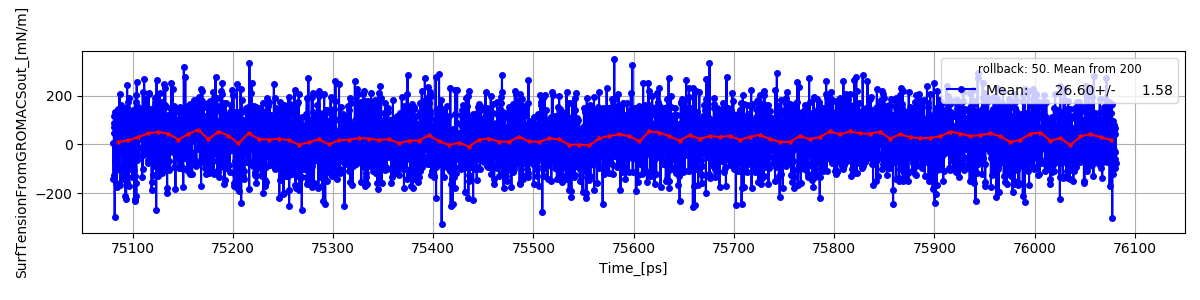 SurfTensionFromGROMACSout_[mN/m]
200
0
−200
rollback: 50. Mean from 200
Mean: 26.60+/- 1.58
75100 75200 75300 75400 75500 75600 75700 75800 75900 76000 76100
Time_[ps]